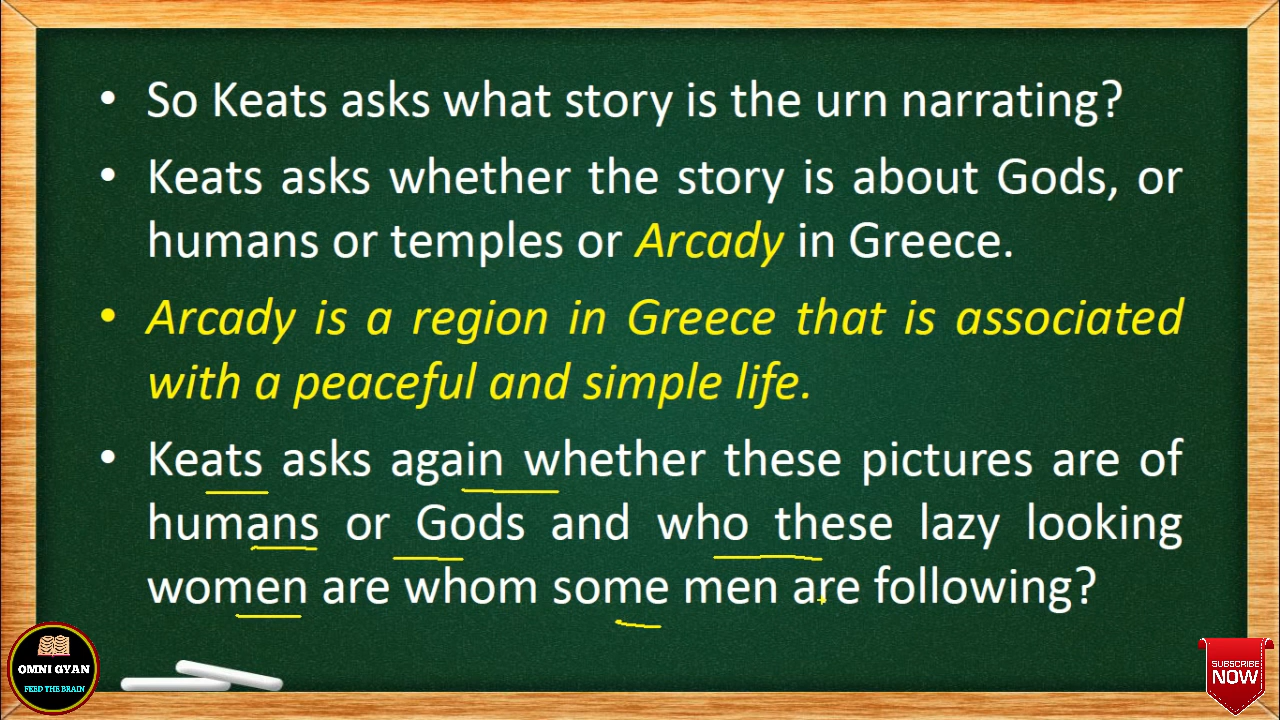 • So Keats asks what story is the urn narrating?
• Keats asks whether the story is about Gods, or
humans or temples or Arcady in Greece.
• Arcady is a region in Greece that is associated
with a peaceful and simple life.
• Keats asks again whether these pictures are of
humans or Gods and who these lazy looking
women are whom some men are following?
OMNI GYAN
FEED THE BRAIN
SUBSCRIBE
NOW